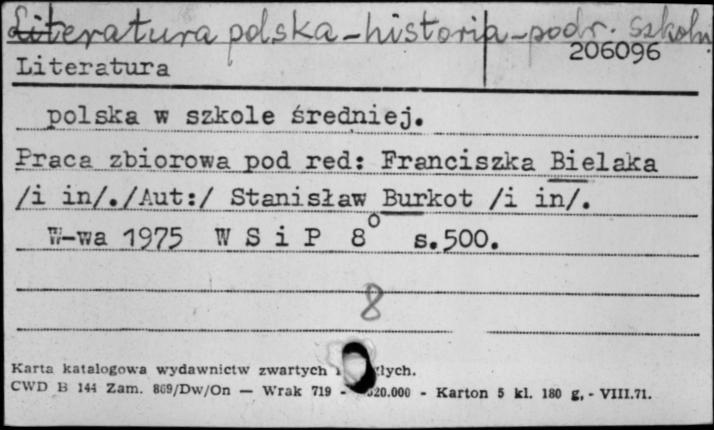 Literatura polska - historia - podr. szkoln
206096
Literatura
polska w szkole średniej.
Praca zbiorowa pod red: Franciszka Bielaka
/i in/./Aut:/ Stanisław Burkot /i in/.
W-wa 1975 W S i P 8° s.500.
8
Karta katalogowa wydawnictw zwartych
CWD B 144 Zam. 869/Dw/On — Wrak 719 - 520.000 - Karton 5 kl. 180 g, - VIII.71.